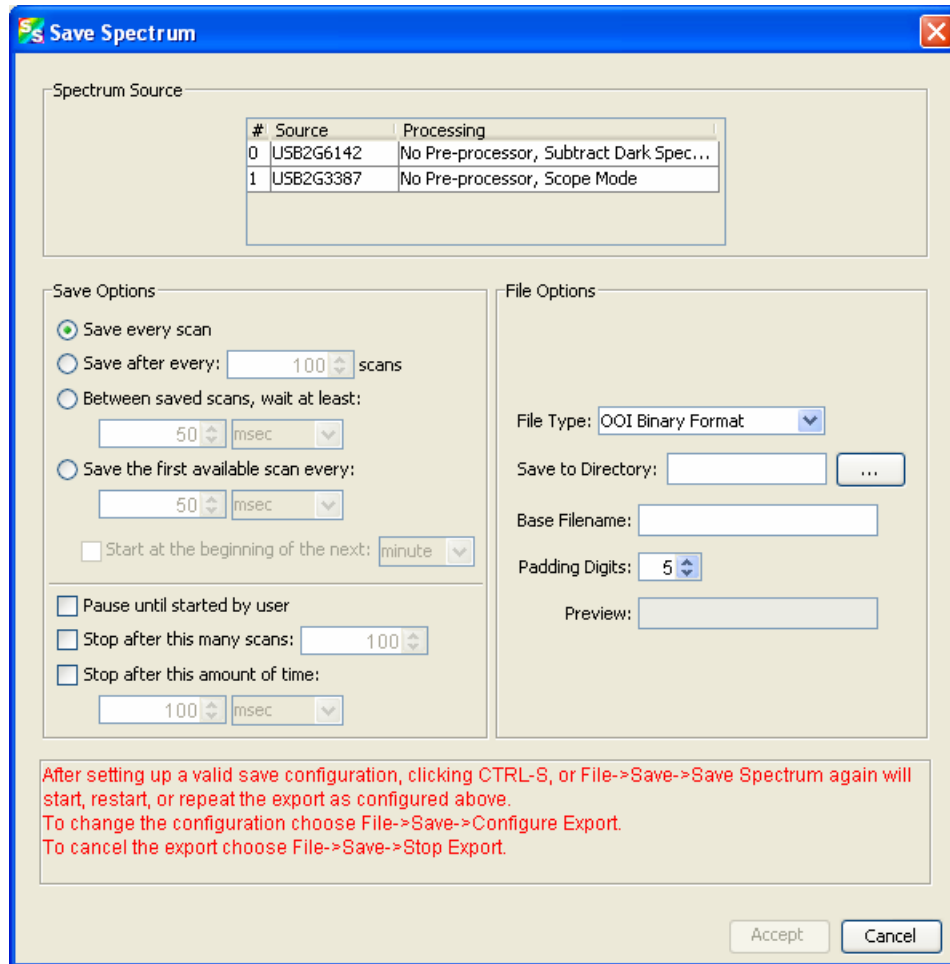 SS Save Spectrum
Spectrum Source
# Source Processing
0 USB2G6142 No Pre-processor, Subtract Dark Spec...
1 USB2G3387 No Pre-processor, Scope Mode
Save Options
Save every scan
Save after every: 100 scans
Between saved scans, wait at least:
50 msec
Save the first available scan every:
50 msec
Start at the beginning of the next: minute
Pause until started by user
Stop after this many scans: 100
Stop after this amount of time:
100 msec
File Options
File Type: OOI Binary Format
Save to Directory: ...
Base Filename:
Padding Digits: 5
Preview:
After setting up a valid save configuration, clicking CTRL-S, or File->Save->Save Spectrum again will
start, restart, or repeat the export as configured above.
To change the configuration choose File->Save->Configure Export.
To cancel the export choose File->Save->Stop Export.
Accept Cancel